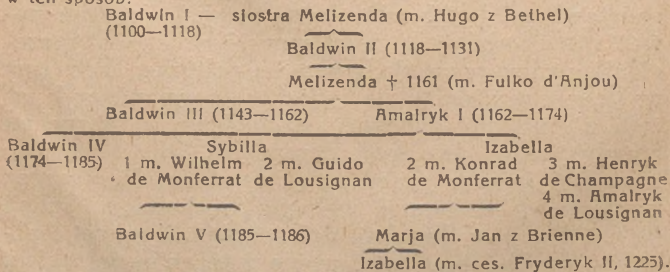 w ten sposób:
Baldwin I — siostra Melizenda (m. Hugo z Bethel)
(1100—1118)
Baldwin II (1118—1131)
Melizenda † 1161 (m. Fulko d'Anjou)
Baldwin III (1143—1162) Amalryk I (1162—1174)
Baldwin IV Sybilla Izabella
(1174—1185) 1 m. Wilhelm 2 m. Guido 2 m. Konrad 3 m. Henryk
de Monferrat de Lousignan de Monferrat de Champagne
4 m. Amalryk
de Lousignan
Baldwin V (1185—1186) Marja (m. Jan z Brienne)
Izabella (m. ces. Fryderyk II, 1225).